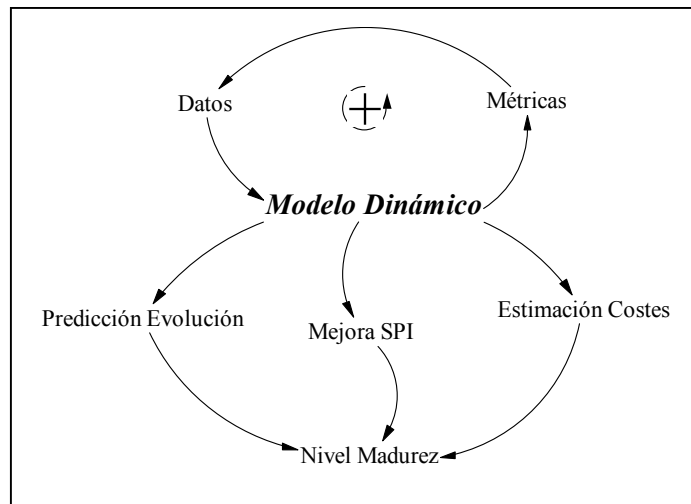 Datos
Métricas
Modelo Dinámico
Predicción Evolución
Mejora SPI
Estimación Costes
Nivel Madurez